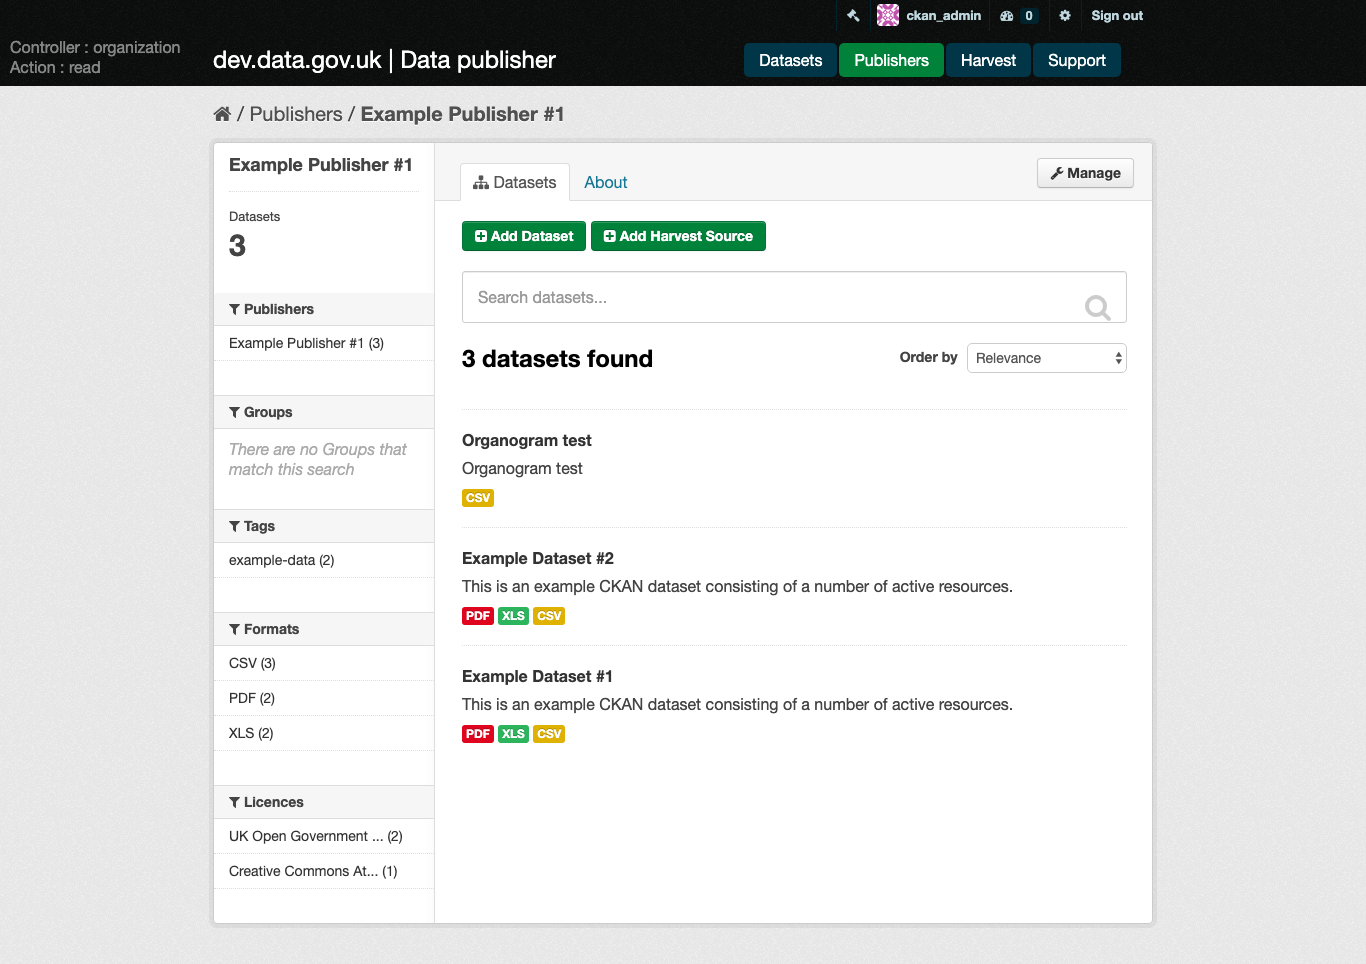 ckan_admin
0
Sign out
Controller : organization
Action : read
dev.data.gov.uk | Data publisher
Datasets
Publishers
Harvest
Support
/ Publishers / Example Publisher #1
Example Publisher #1
Datasets
3
Publishers
Example Publisher #1 (3)
Groups
There are no Groups that
match this search
Tags
example-data (2)
Formats
CSV (3)
PDF (2)
XLS (2)
Licences
UK Open Government ... (2)
Creative Commons At... (1)
Datasets
About
Manage
Add Dataset
Add Harvest Source
Search datasets...
3 datasets found
Order by
Relevance
Organogram test
Organogram test
CSV
Example Dataset #2
This is an example CKAN dataset consisting of a number of active resources.
PDF XLS CSV
Example Dataset #1
This is an example CKAN dataset consisting of a number of active resources.
PDF XLS CSV